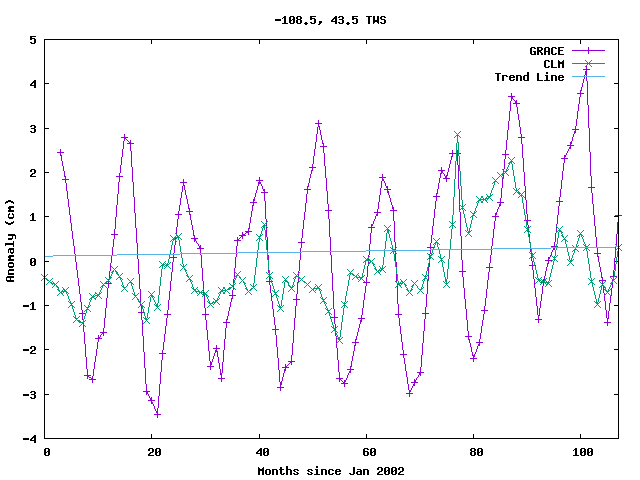 -108.5, 43.5 TWS
GRACE
CLM
Trend Line
5
4
3
2
1
0
-1
-2
-3
-4
Anomaly (cm)
0 20 40 60 80 100
Months since Jan 2002